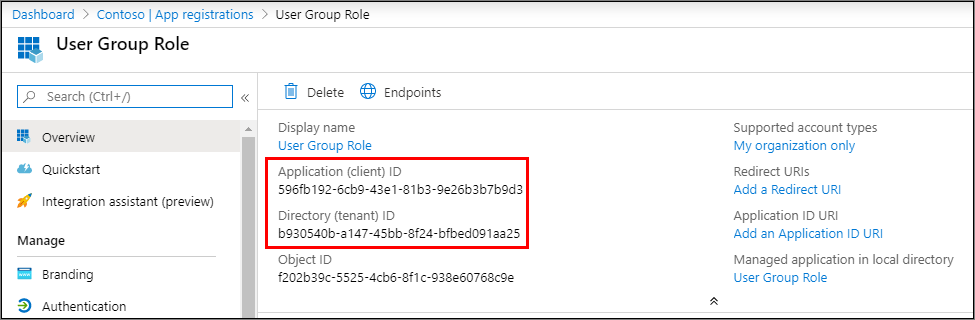 Dashboard > Contoso | App registrations > User Group Role
User Group Role
Search (Ctrl+/)
«
Overview
Quickstart
Integration assistant (preview)
Manage
Branding
Authentication
Delete
Endpoints
Display name
User Group Role
Application (client) ID
596fb192-6cb9-43e1-81b3-9e26b3b7b9d3
Directory (tenant) ID
b930540b-a147-45bb-8f24-bfbed091aa25
Object ID
f202b39c-5525-4cb6-8f1c-938e60768c9e
Supported account types
My organization only
Redirect URIs
Add a Redirect URI
Application ID URI
Add an Application ID URI
Managed application in local directory
User Group Role